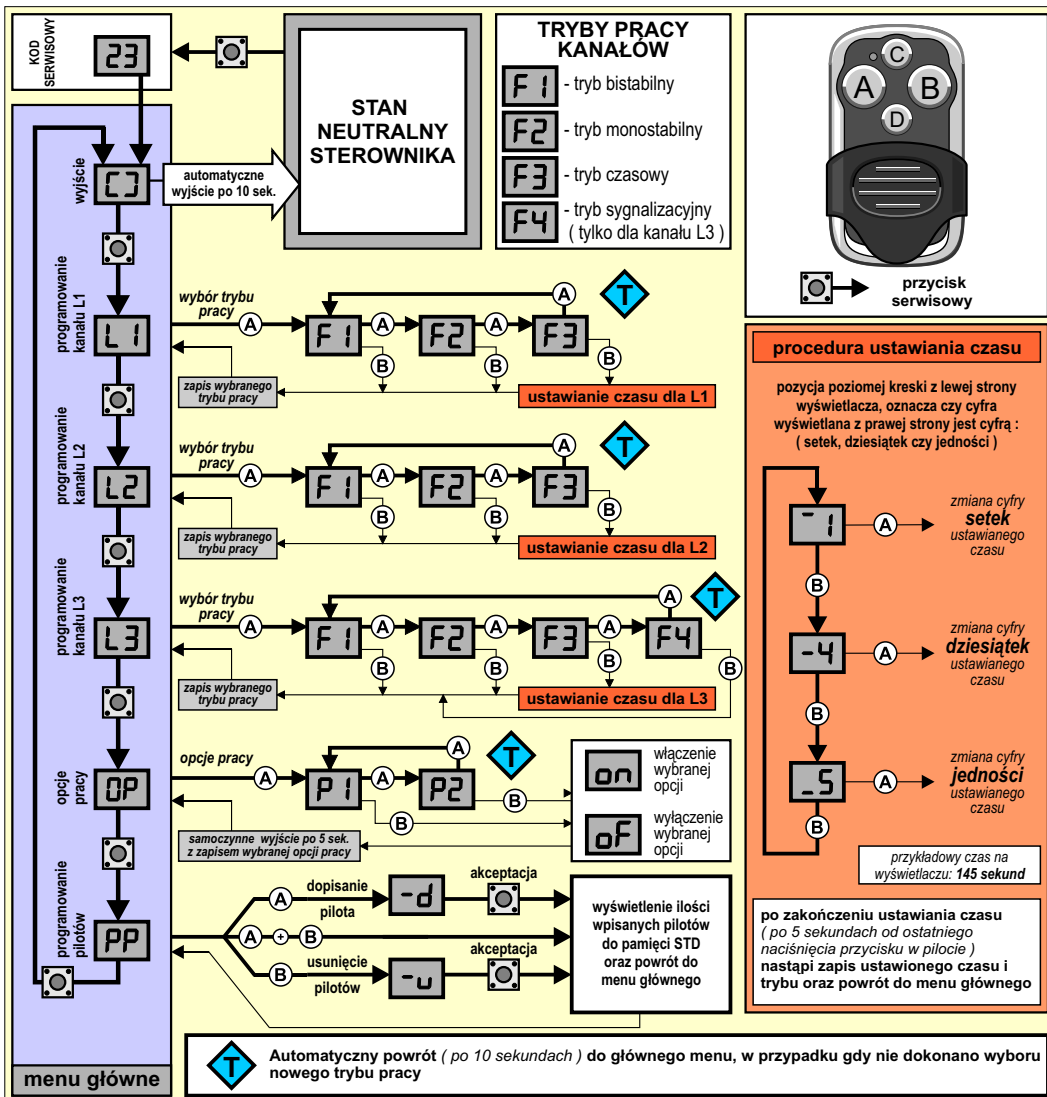 KOD
SERWISOWY
23
STAN
NEUTRALNY
STEROWNIKA
TRYBY PRACY
KANAŁÓW
F1 - tryb bistabilny
F2 - tryb monostabilny
F3 - tryb czasowy
F4 - tryb sygnalizacyjny
( tylko dla kanału L3 )
C
A
B
D
przycisk
serwisowy
wyjście
[]
automatyczne
wyjście po 10 sek.
programowanie
kanału L1
L1
wybór trybu
pracy
A
F1
A
F2
A
F3
A
T
B
B
B
zapis wybranego
trybu pracy
ustawianie czasu dla L1
programowanie
kanału L2
L2
wybór trybu
pracy
A
F1
A
F2
A
F3
A
T
B
B
B
zapis wybranego
trybu pracy
ustawianie czasu dla L2
programowanie
kanału L3
L3
wybór trybu
pracy
A
F1
A
F2
A
F3
A
F4
A
T
B
B
B
B
zapis wybranego
trybu pracy
ustawianie czasu dla L3
opcje
pracy
OP
opcje pracy
A
P1
A
P2
A
T
B
B
on
włączenie
wybranej
opcji
oF
wyłączenie
wybranej
opcji
samoczynne wyjście po 5 sek.
z zapisem wybranej opcji pracy
programowanie
pilotów
PP
A
dopisanie
pilota
-d
akceptacja
A + B
B
usunięcie
pilotów
-u
akceptacja
wyświetlenie ilości
wpisanych pilotów
do pamięci STD
oraz powrót do
menu głównego
menu główne
procedura ustawiania czasu
pozycja poziomej kreski z lewej strony
wyświetlacza, oznacza czy cyfra
wyświetlana z prawej strony jest cyfrą :
( setek, dziesiątek czy jedności )
¯1
A
zmiana cyfry
setek
ustawianego
czasu
B
-4
A
zmiana cyfry
dziesiątek
ustawianego
czasu
B
_5
A
zmiana cyfry
jedności
ustawianego
czasu
B
przykładowy czas na
wyświetlaczu: 145 sekund
po zakończeniu ustawiania czasu
( po 5 sekundach od ostatniego
naciśnięcia przycisku w pilocie )
nastąpi zapis ustawionego czasu i
trybu oraz powrót do menu głównego
T
Automatyczny powrót ( po 10 sekundach ) do głównego menu, w przypadku gdy nie dokonano wyboru
nowego trybu pracy